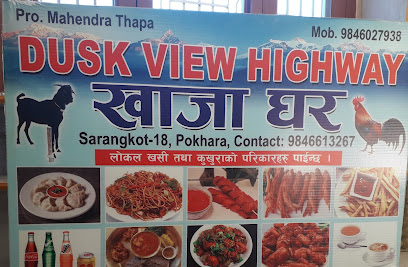 Pro. Mahendra Thapa Mob. 9846027938
DUSK VIEW HIGHWAY
खाजा घर
Sarangkot-18, Pokhara, Contact: 9846613267
लोकल खसी तथा कुखुराको परिकारहरु पाईन्छ ।